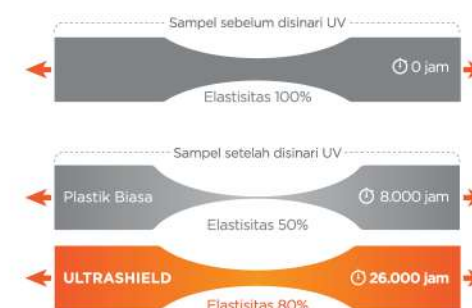 Sampel sebelum disinari UV
0 jam
Elastisitas 100%
Sampel setelah disinari UV
Plastik Biasa
8.000 jam
Elastisitas 50%
ULTRASHIELD
26.000 jam
Elastisitas 80%